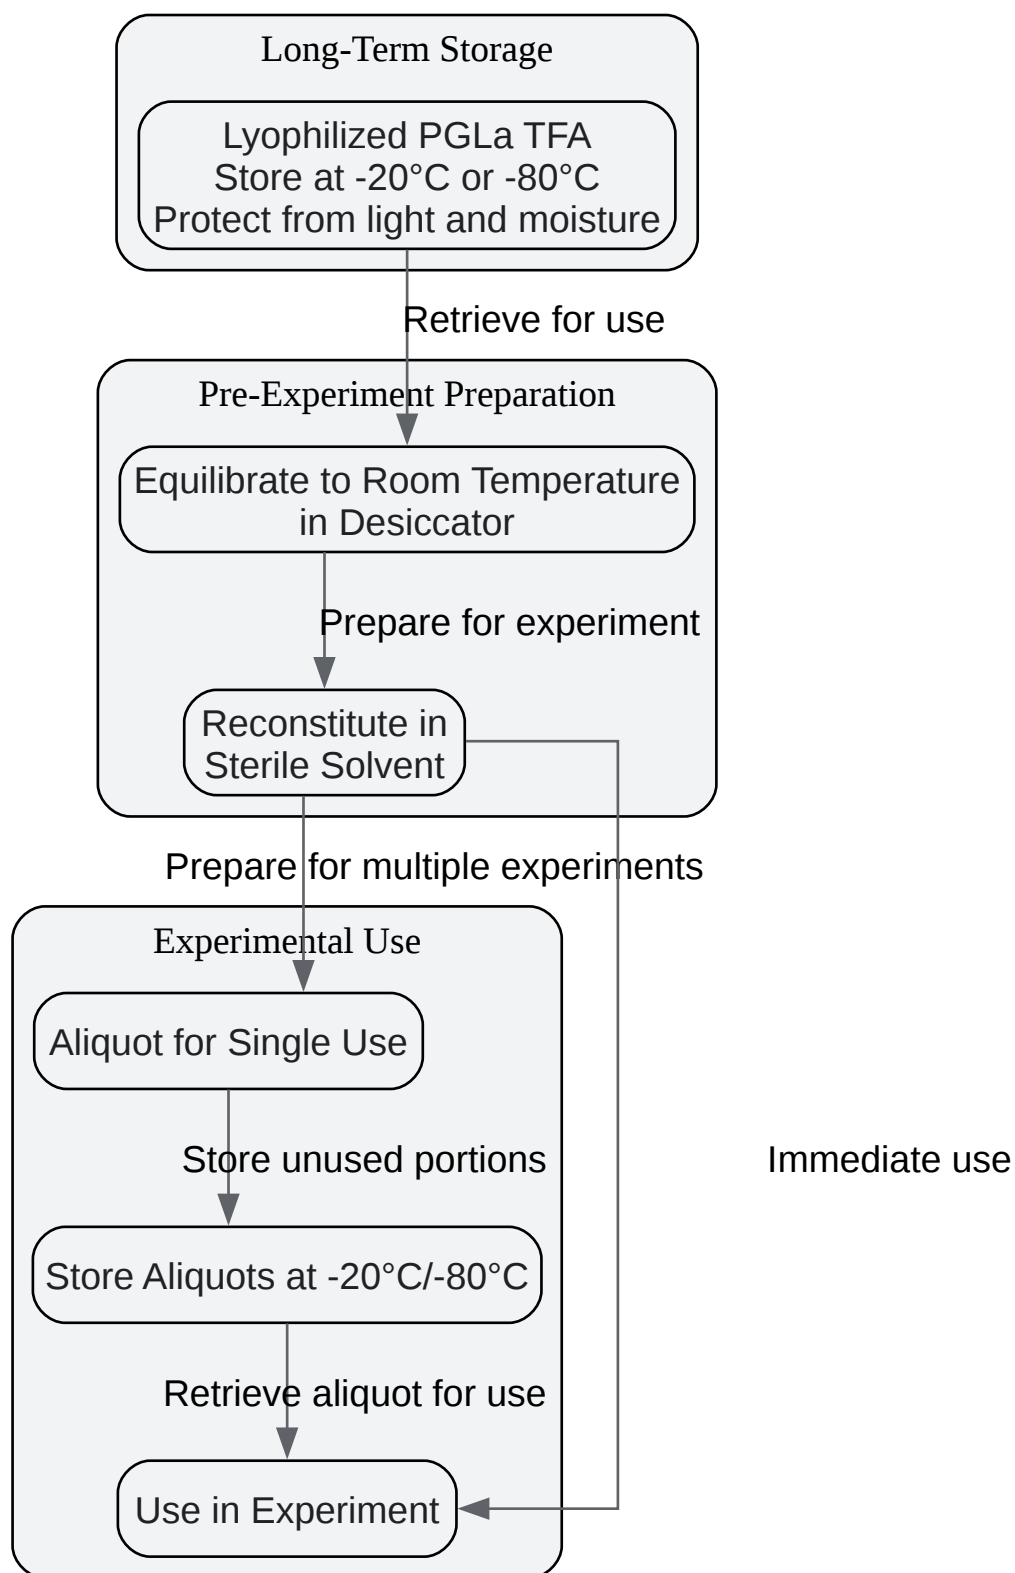 Long-Term Storage
Lyophilized PGLa TFA
Store at -20°C or -80°C
Protect from light and moisture
Retrieve for use
Pre-Experiment Preparation
Equilibrate to Room Temperature
in Desiccator
Prepare for experiment
Reconstitute in
Sterile Solvent
Prepare for multiple experiments
Experimental Use
Aliquot for Single Use
Store unused portions
Immediate use
Store Aliquots at -20°C/-80°C
Retrieve aliquot for use
Use in Experiment